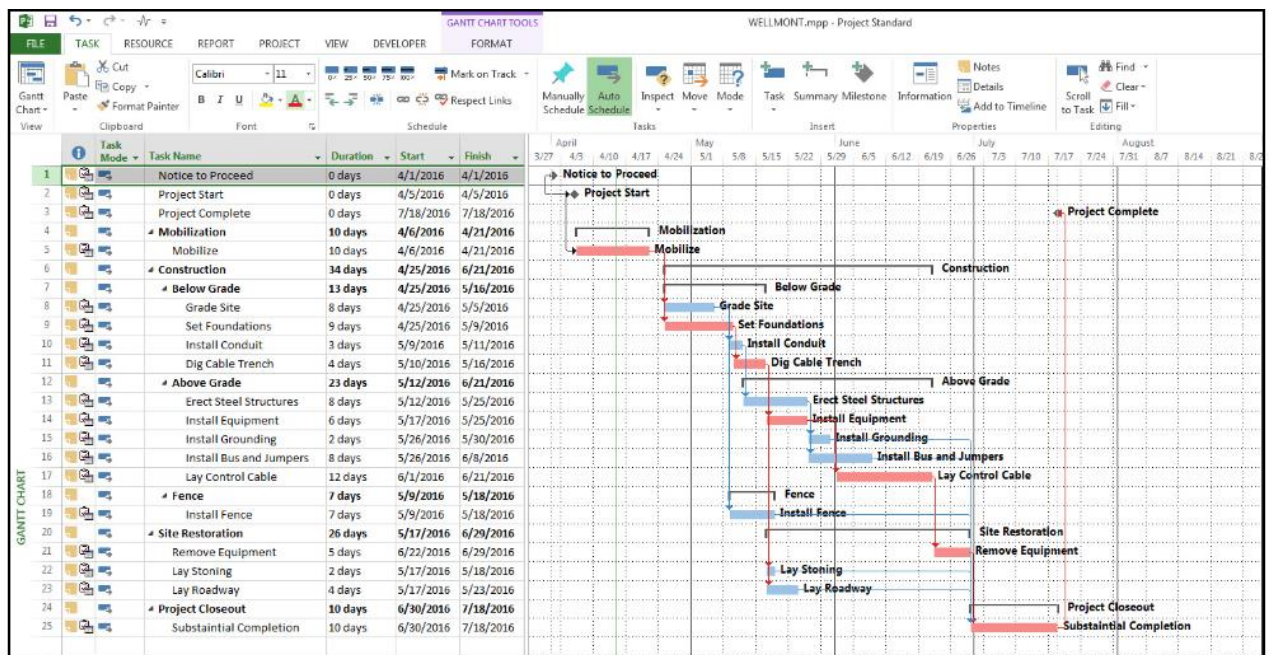 GANTT CHART TOOLS WELLMONT.mpp - Project Standard
FILE TASK RESOURCE REPORT PROJECT VIEW DEVELOPER FORMAT
Cut Calibri 11 0% 25% 50% 75% 100% Mark on Track Notes Find
Copy Details Clear
Gantt Chart Paste Format Painter B I U A Respect Links Manually Schedule Auto Schedule Inspect Move Mode Task Summary Milestone Information Add to Timeline Scroll to Task Fill
View Clipboard Font Schedule Tasks Insert Properties Editing
Task Mode Task Name Duration Start Finish
April May June July August
3/27 4/3 4/10 4/17 4/24 5/1 5/8 5/15 5/22 5/29 6/5 6/12 6/19 6/26 7/3 7/10 7/17 7/24 7/31 8/7 8/14 8/21
1 Notice to Proceed 0 days 4/1/2016 4/1/2016 Notice to Proceed
2 Project Start 0 days 4/5/2016 4/5/2016 Project Start
3 Project Complete 0 days 7/18/2016 7/18/2016 Project Complete
4 Mobilization 10 days 4/6/2016 4/21/2016 Mobilization
5 Mobilize 10 days 4/6/2016 4/21/2016 Mobilize
6 Construction 34 days 4/25/2016 6/21/2016 Construction
7 Below Grade 13 days 4/25/2016 5/16/2016 Below Grade
8 Grade Site 8 days 4/25/2016 5/5/2016 Grade Site
9 Set Foundations 9 days 4/25/2016 5/9/2016 Set Foundations
10 Install Conduit 3 days 5/9/2016 5/11/2016 Install Conduit
11 Dig Cable Trench 4 days 5/10/2016 5/16/2016 Dig Cable Trench
12 Above Grade 23 days 5/12/2016 6/21/2016 Above Grade
13 Erect Steel Structures 8 days 5/12/2016 5/25/2016 Erect Steel Structures
14 Install Equipment 6 days 5/17/2016 5/25/2016 Install Equipment
15 Install Grounding 2 days 5/26/2016 5/30/2016 Install Grounding
16 Install Bus and Jumpers 8 days 5/26/2016 6/8/2016 Install Bus and Jumpers
17 Lay Control Cable 12 days 6/1/2016 6/21/2016 Lay Control Cable
18 Fence 7 days 5/9/2016 5/18/2016 Fence
19 Install Fence 7 days 5/9/2016 5/18/2016 Install Fence
20 Site Restoration 26 days 5/17/2016 6/29/2016 Site Restoration
21 Remove Equipment 5 days 6/22/2016 6/29/2016 Remove Equipment
22 Lay Stoning 2 days 5/17/2016 5/18/2016 Lay Stoning
23 Lay Roadway 4 days 5/17/2016 5/23/2016 Lay Roadway
24 Project Closeout 10 days 6/30/2016 7/18/2016 Project Closeout
25 Substaintial Completion 10 days 6/30/2016 7/18/2016 Substaintial Completion
GANTT CHART